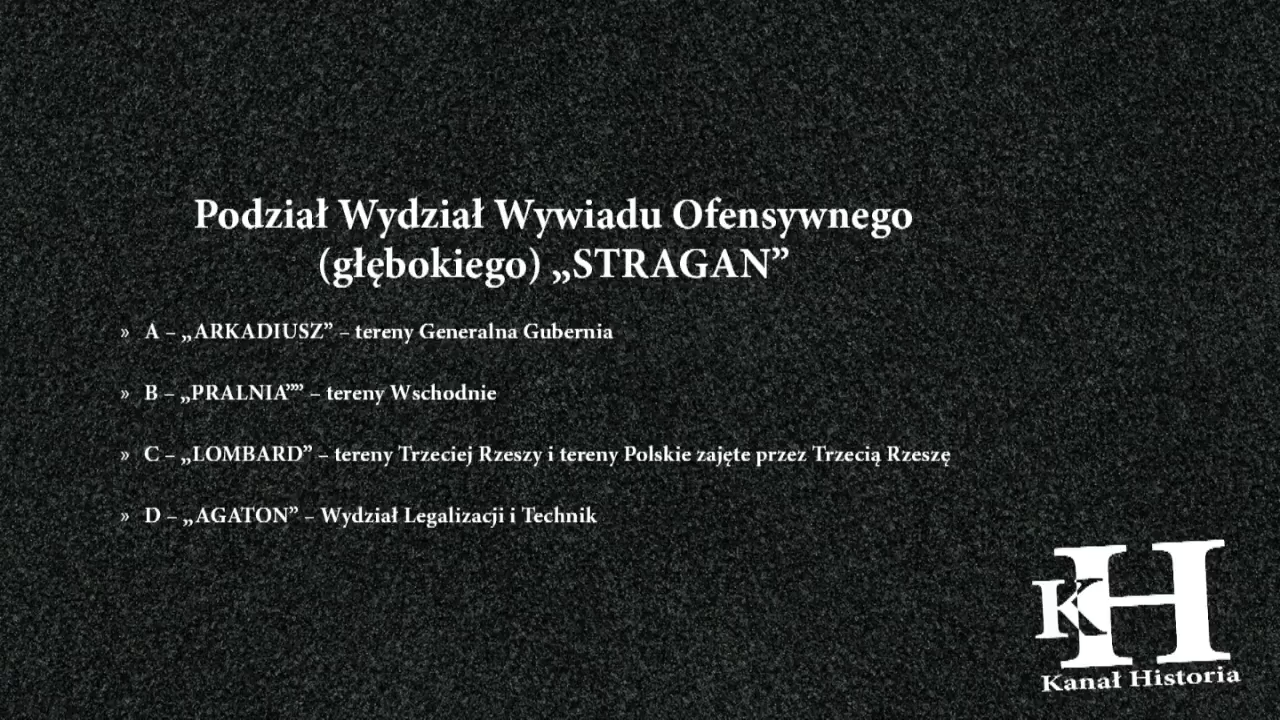 Podział Wydział Wywiadu Ofensywnego
(głębokiego) „STRAGAN”
» A – „ARKADIUSZ” – tereny Generalna Gubernia
» B – „PRALNIA”” – tereny Wschodnie
» C – „LOMBARD” – tereny Trzeciej Rzeszy i tereny Polskie zajęte przez Trzecią Rzeszę
» D – „AGATON” – Wydział Legalizacji i Technik
KH
Kanał Historia